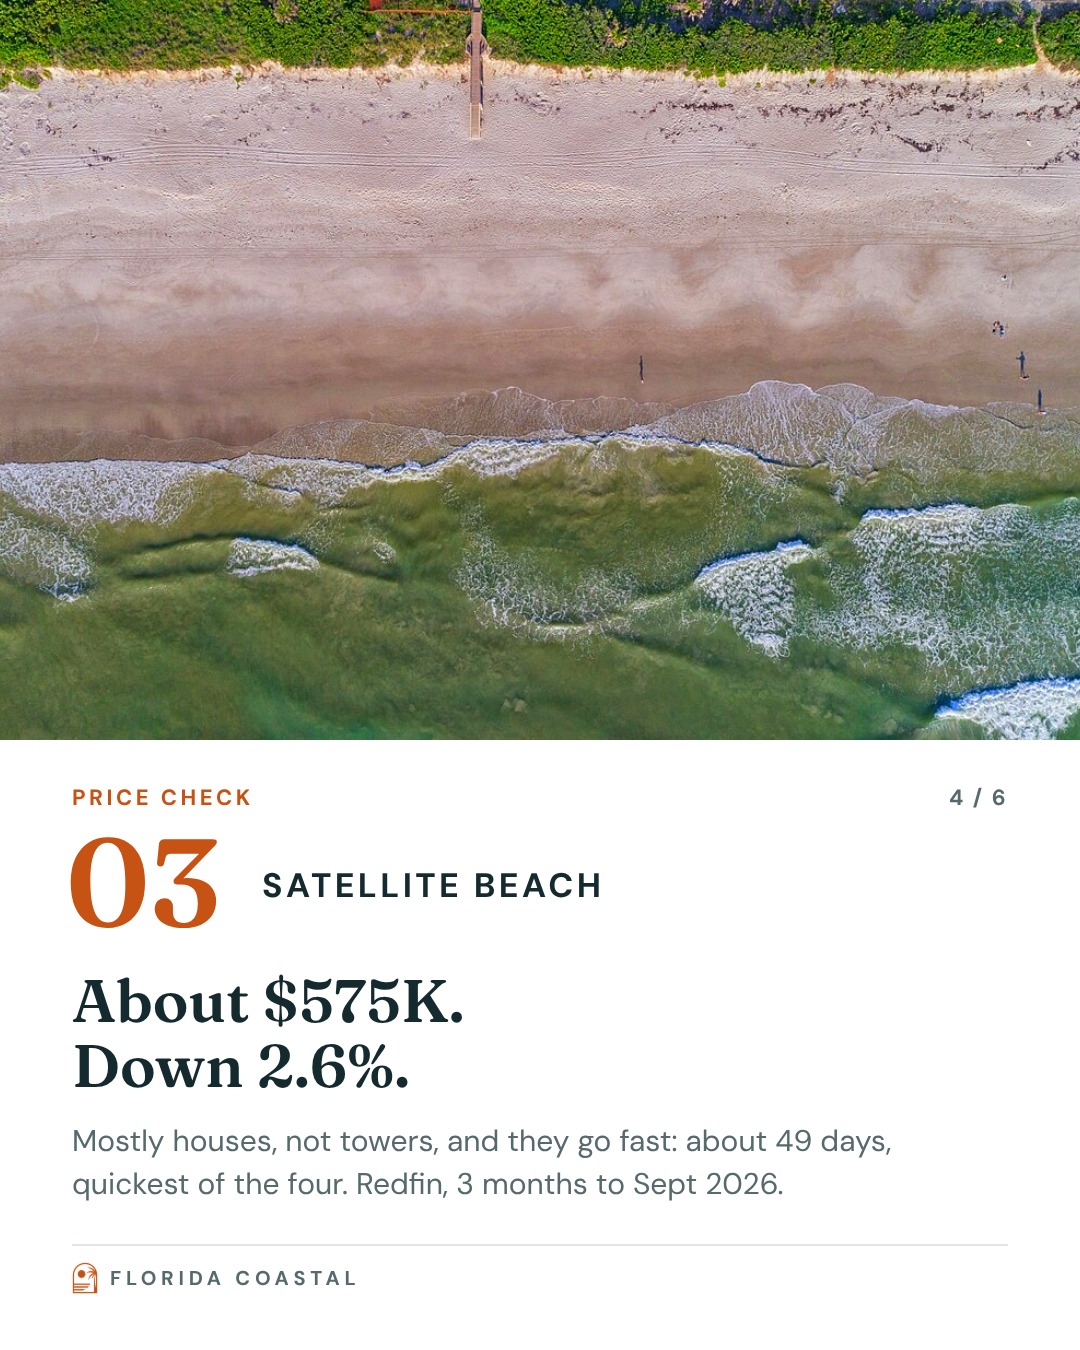 PRICE CHECK
4 / 6
03
SATELLITE BEACH
About $575K.
Down 2.6%.
Mostly houses, not towers, and they go fast: about 49 days,
quickest of the four. Redfin, 3 months to Sept 2026.
FLORIDA COASTAL